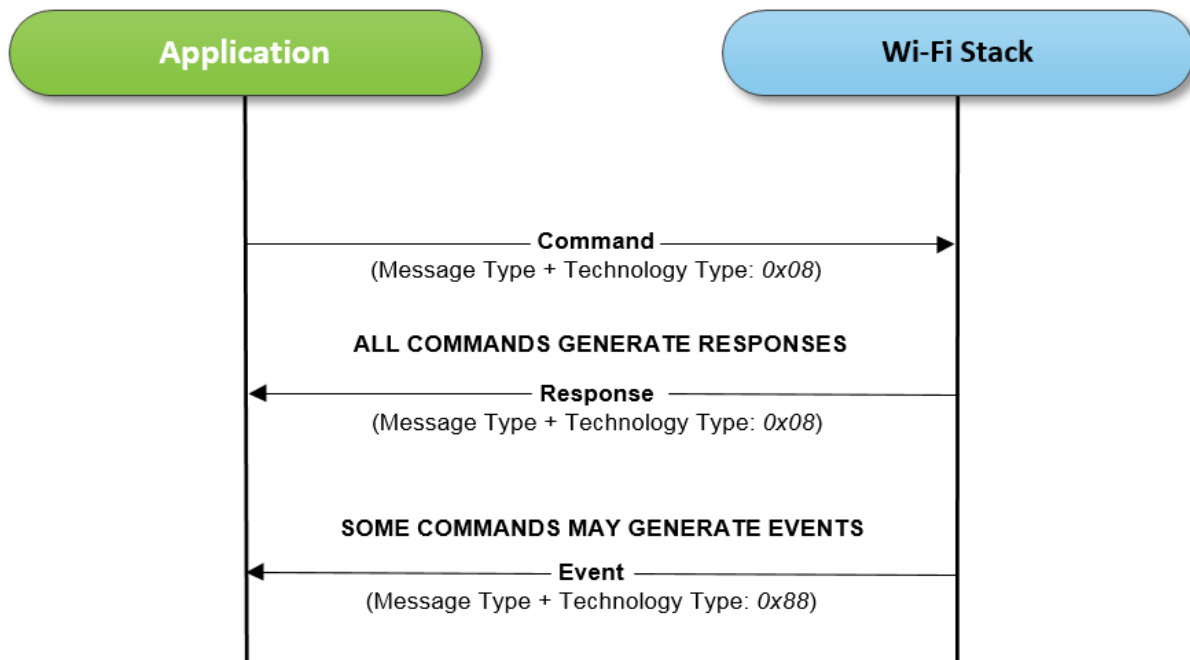 Application
Wi-Fi Stack
Command
(Message Type + Technology Type: 0x08)
ALL COMMANDS GENERATE RESPONSES
Response
(Message Type + Technology Type: 0x08)
SOME COMMANDS MAY GENERATE EVENTS
Event
(Message Type + Technology Type: 0x88)